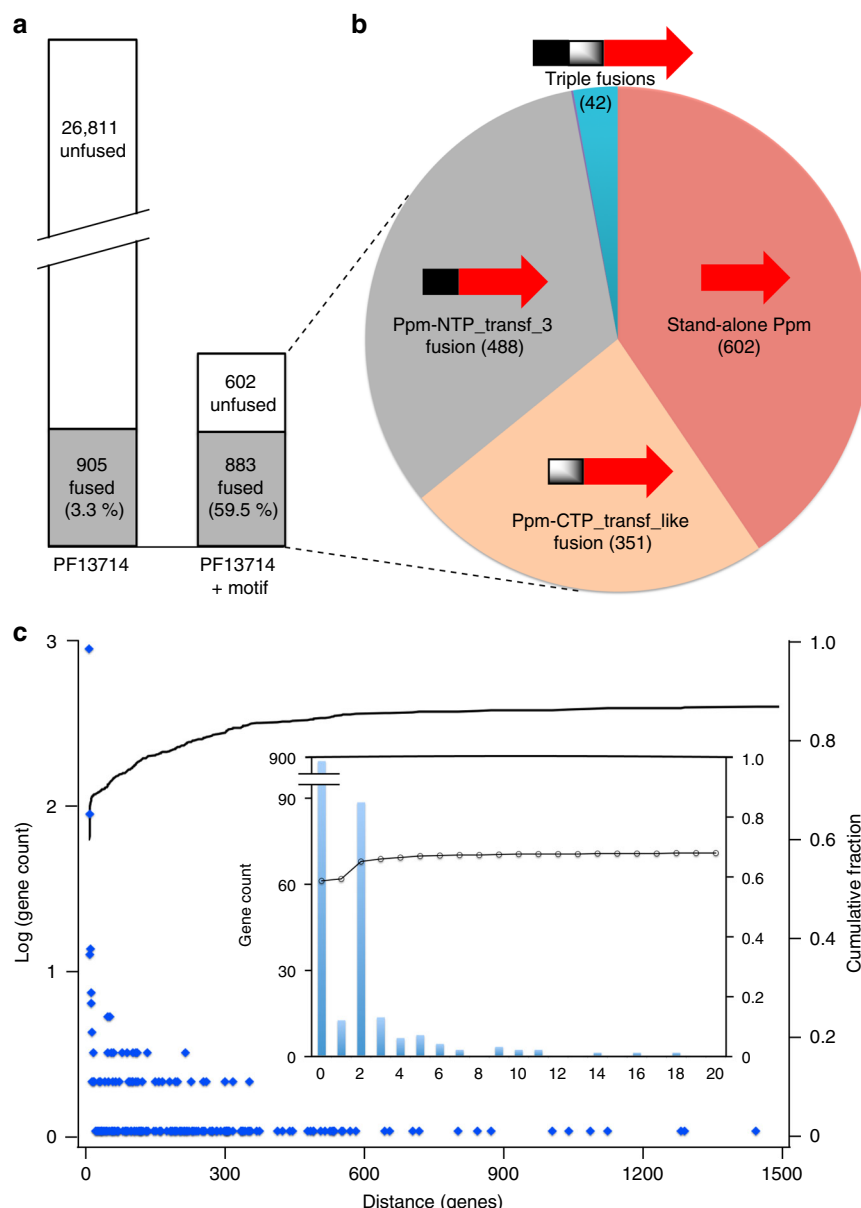 a
26,811
unfused
905
fused
(3.3 %)
602
unfused
883
fused
(59.5 %)
PF13714
PF13714
+ motif
b
Triple fusions
(42)
Ppm-NTP_transf_3
fusion (488)
Stand-alone Ppm
(602)
Ppm-CTP_transf_like
fusion (351)
c
3
2
1
0
Log (gene count)
1.0
0.8
0.6
0.4
0.2
0
Cumulative fraction
900
90
60
30
0
Gene count
1.0
0.8
0.6
0.4
0.2
0
0 2 4 6 8 10 12 14 16 18 20
0 300 600 900 1200 1500
Distance (genes)